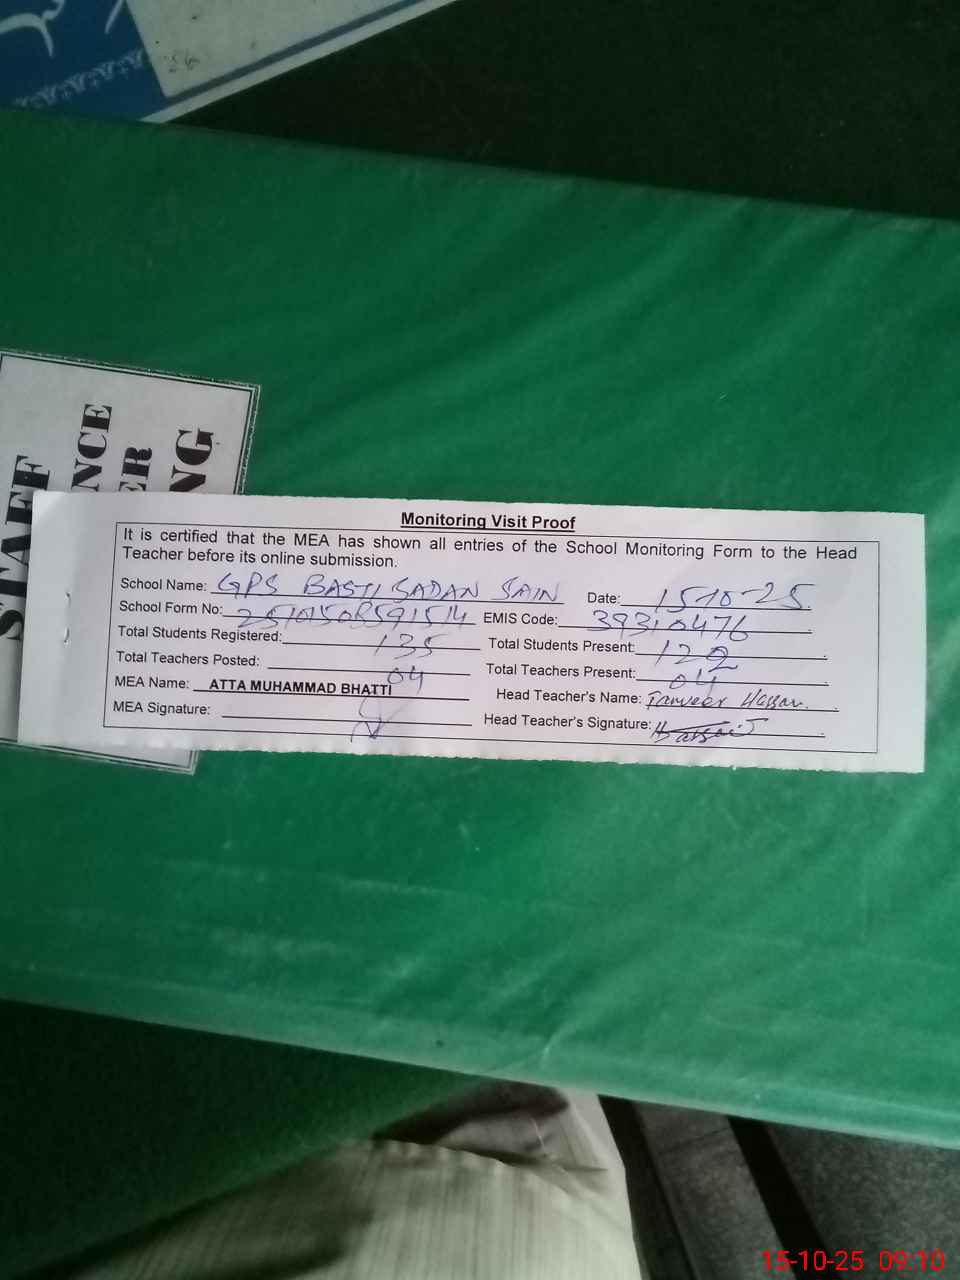 56
STAFF
NCE
ER
NG
Monitoring Visit Proof
It is certified that the MEA has shown all entries of the School Monitoring Form to the Head
Teacher before its online submission.
School Name: GPS BASTI SADAN SAIN Date: 15-10-25
School Form No: EMIS Code: 39310476
Total Students Registered: 135 Total Students Present: 122
Total Teachers Posted: 04 Total Teachers Present: 04
MEA Name: ATTA MUHAMMAD BHATTI Head Teacher's Name: Tanveer Hassan.
MEA Signature: Head Teacher's Signature:
15-10-25 09:10